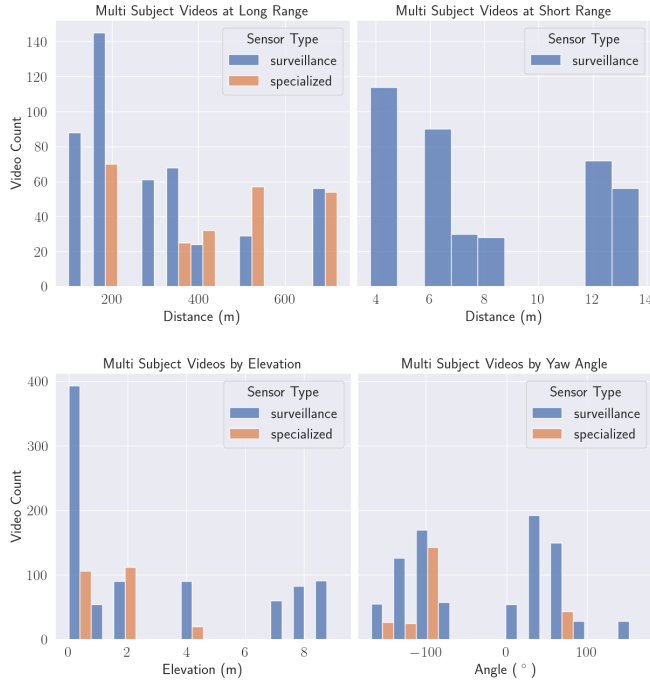 Multi Subject Videos at Long Range
Multi Subject Videos at Short Range
Video Count
140
120
100
80
60
40
20
0
Sensor Type
surveillance
specialized
200
400
600
Distance (m)
Sensor Type
surveillance
4
6
8
10
12
14
Distance (m)
Multi Subject Videos by Elevation
Multi Subject Videos by Yaw Angle
Video Count
400
300
200
100
0
Sensor Type
surveillance
specialized
0
2
4
6
8
Elevation (m)
Sensor Type
surveillance
specialized
−100
0
100
Angle (°)